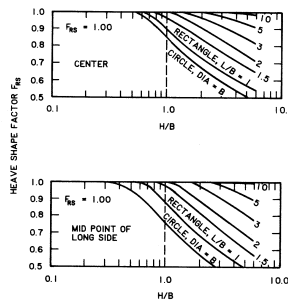 HEAVE SHAPE FACTOR F_RS
1.0
0.9
0.8
0.7
0.6
0.5
F_RS = 1.00
CENTER
10
5
3
2
1.5
RECTANGLE, L/B = 1
CIRCLE, DIA = B
0.1
1.0
10.0
H/B
1.0
0.9
0.8
0.7
0.6
0.5
F_RS = 1.00
MID POINT OF
LONG SIDE
10
5
3
2
1.5
RECTANGLE, L/B = 1
CIRCLE, DIA = B
0.1
1.0
10.0
H/B